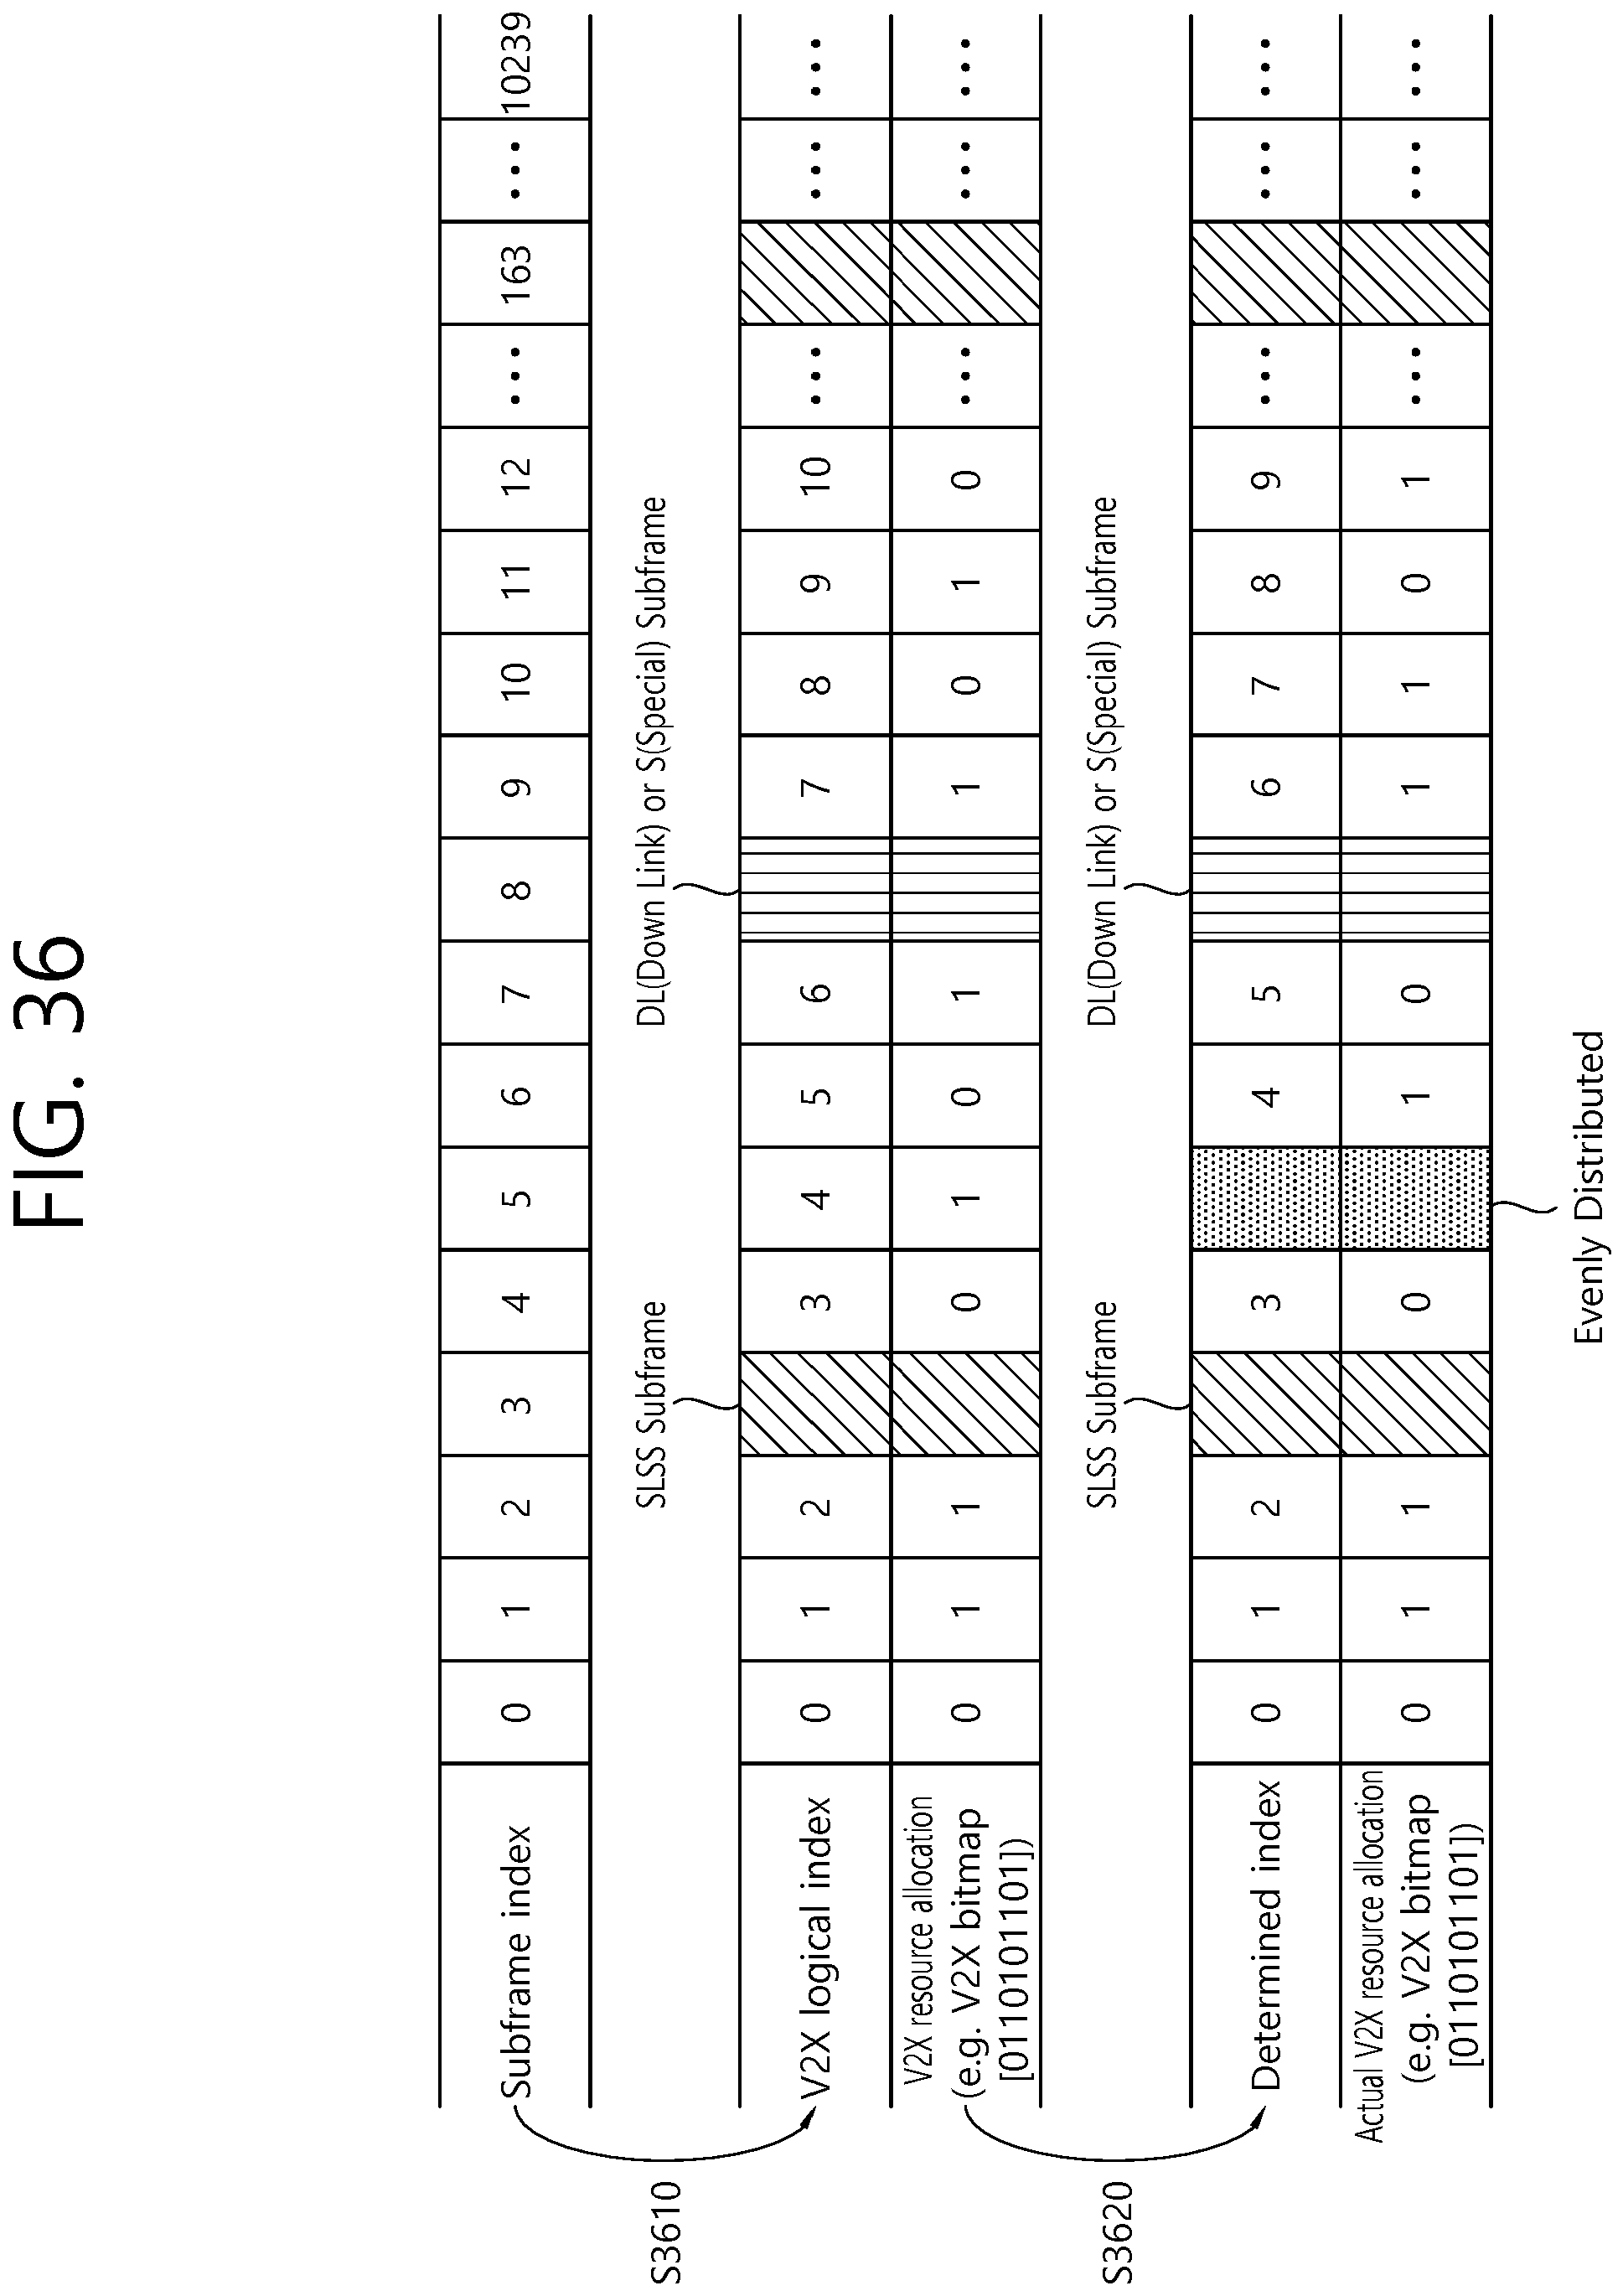 FIG. 36
Subframe index 0 1 2 3 4 5 6 7 8 9 10 11 12 ... 163 ... 10239
S3610
SLSS Subframe DL(Down Link) or S(Special) Subframe
V2X logical index 0 1 2 3 4 5 6 7 8 9 10 ... ... ...
V2X resource allocation
(e.g. V2X bitmap 0 1 1 0 1 0 1 1 0 1 0 ... ... ...
[0110101101])
S3620
SLSS Subframe DL(Down Link) or S(Special) Subframe
Determined index 0 1 2 3 4 5 6 7 8 9 ... ... ...
Actual V2X resource allocation
(e.g. V2X bitmap 0 1 1 0 1 0 1 1 0 1 ... ... ...
[0110101101])
Evenly Distributed